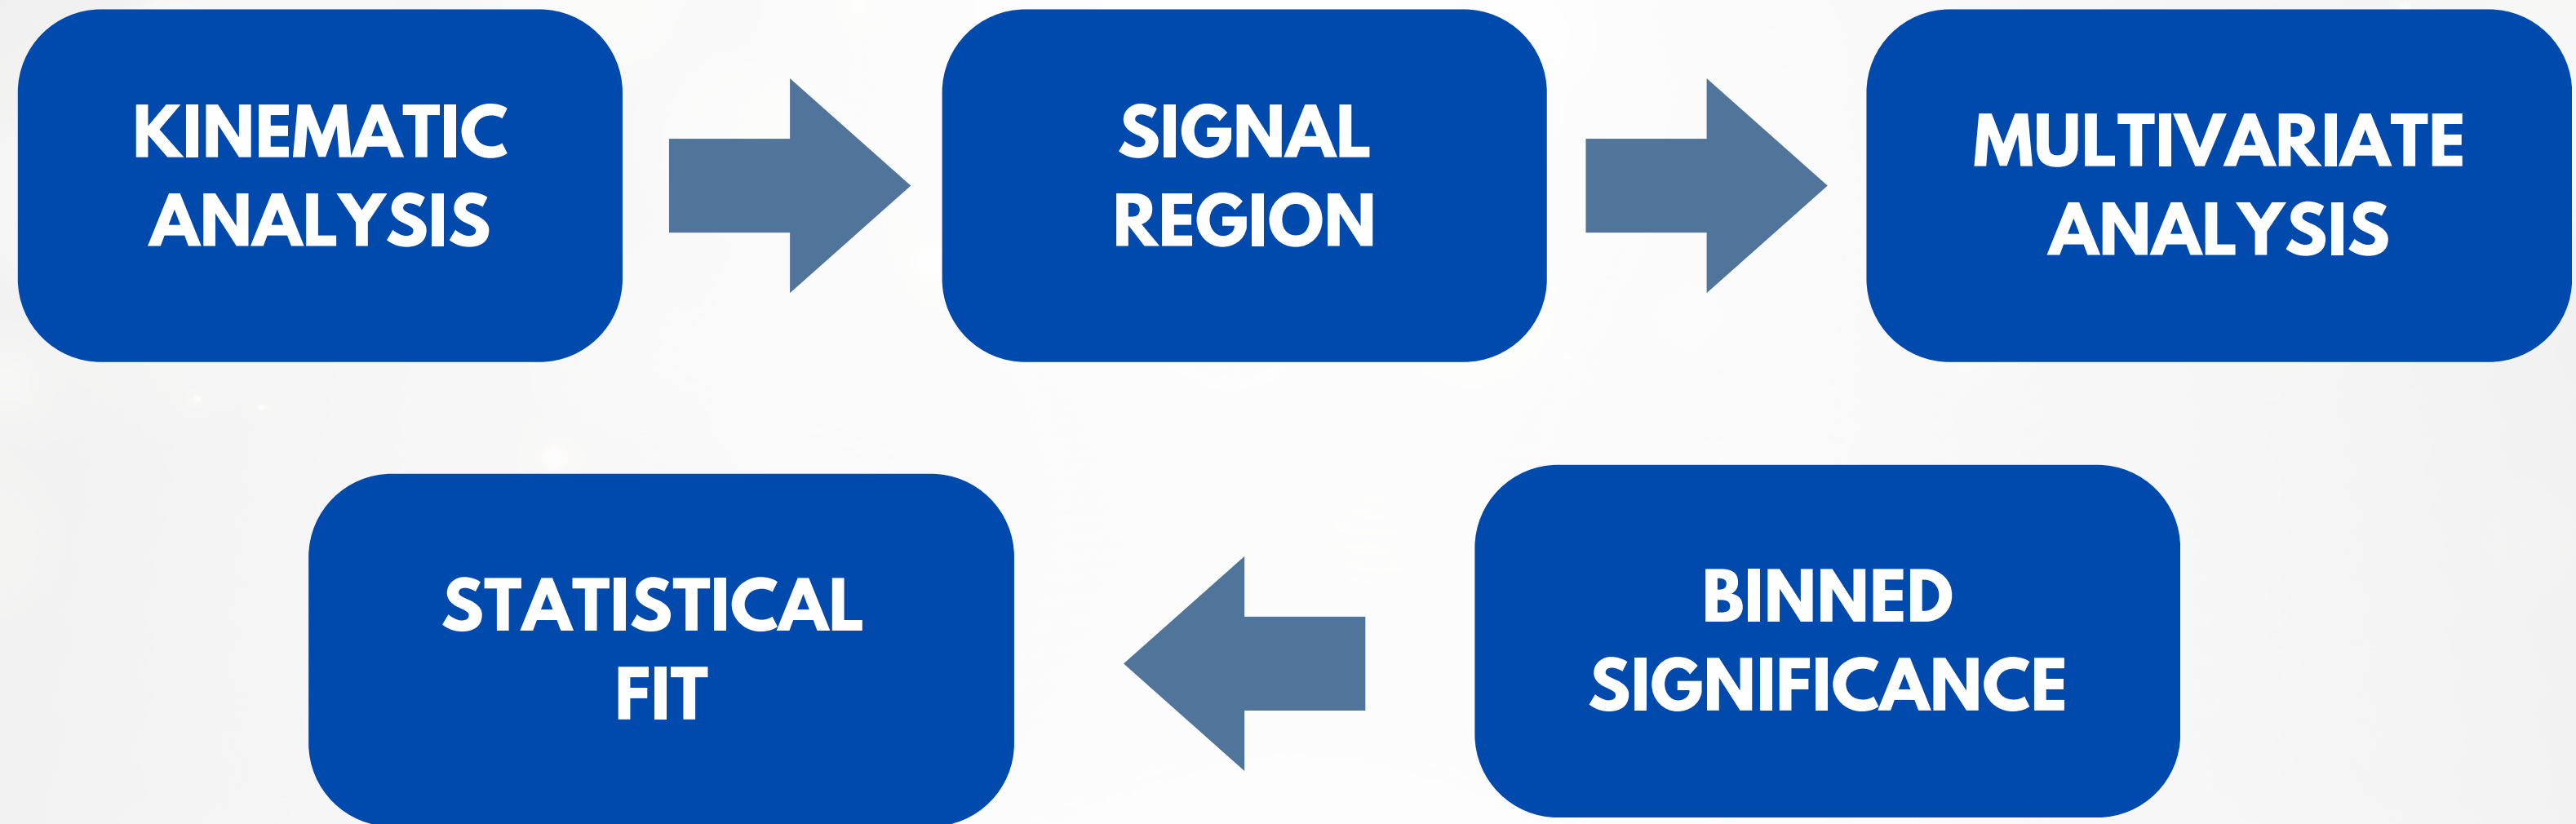 KINEMATIC
ANALYSIS
SIGNAL
REGION
MULTIVARIATE
ANALYSIS
BINNED
SIGNIFICANCE
STATISTICAL
FIT